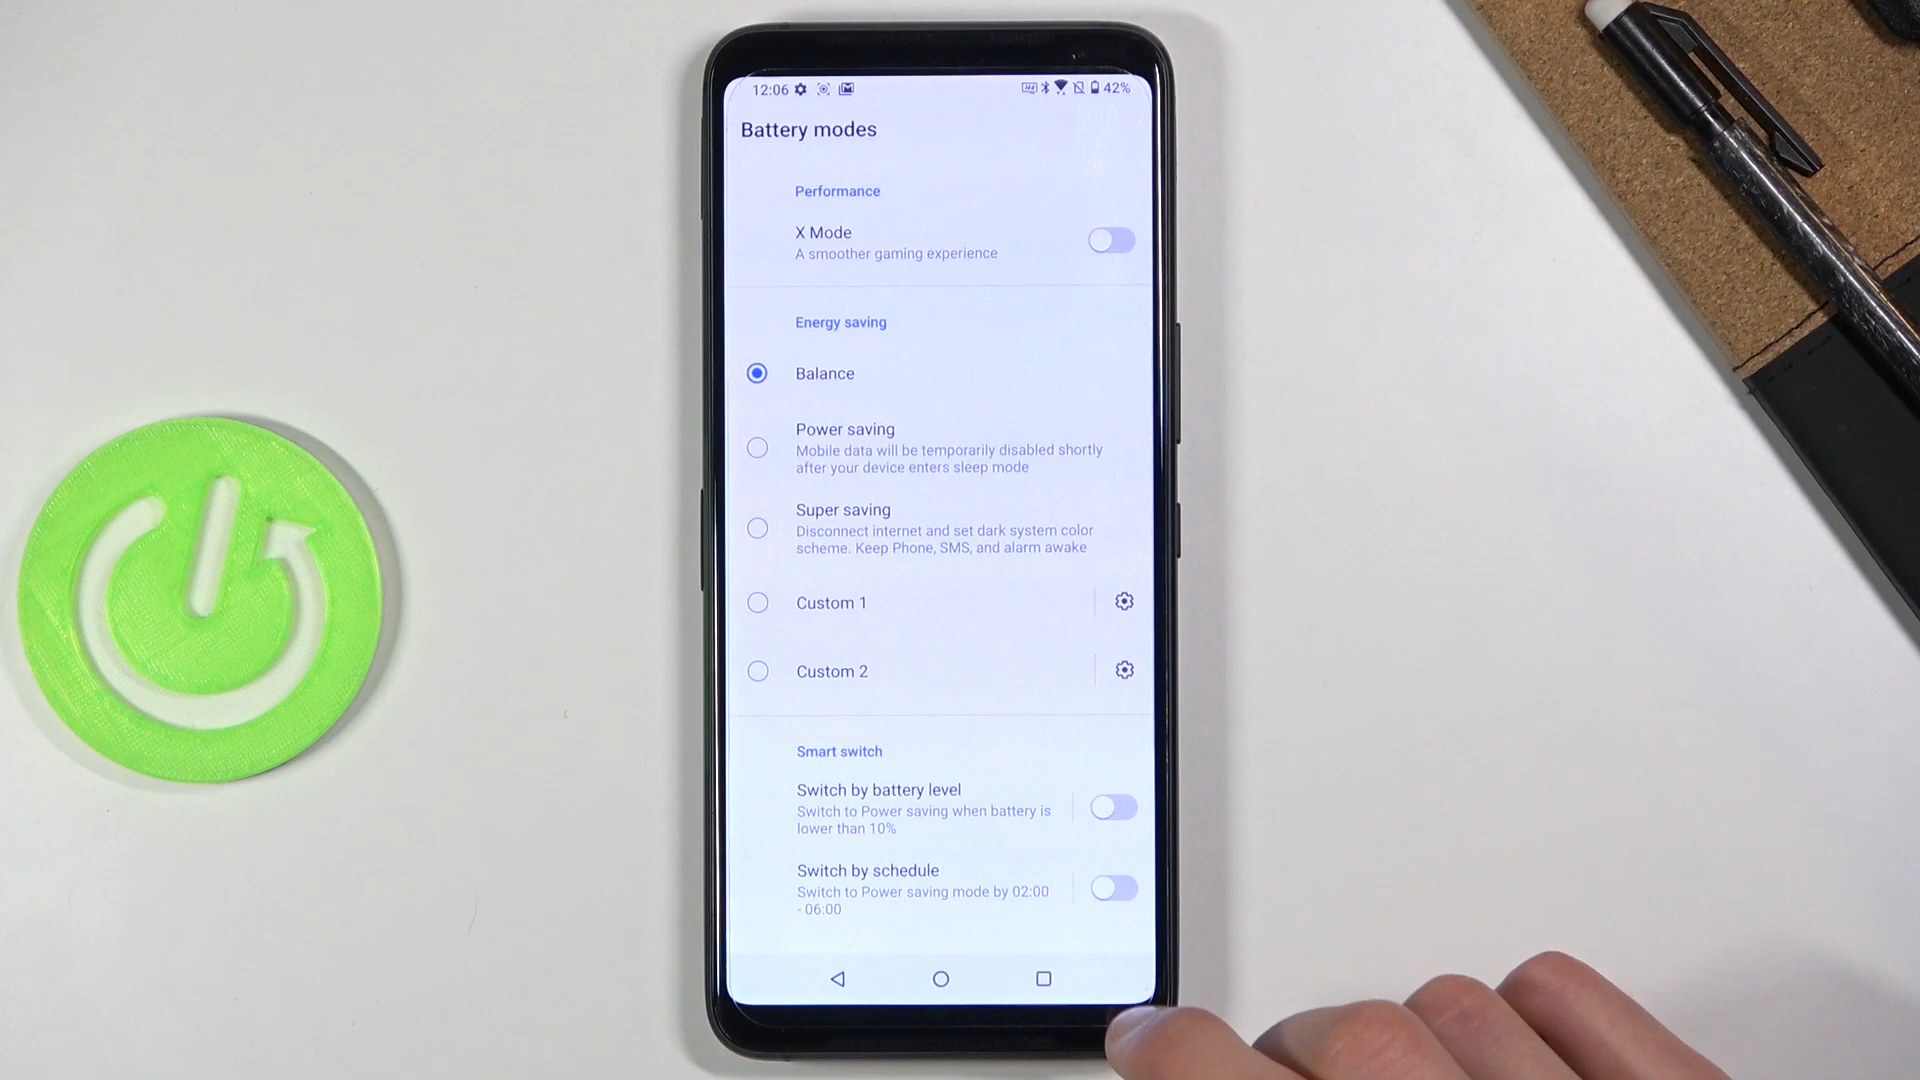 12:06 42%
Battery modes
Performance
X Mode
A smoother gaming experience
Energy saving
Balance
Power saving
Mobile data will be temporarily disabled shortly
after your device enters sleep mode
Super saving
Disconnect internet and set dark system color
scheme. Keep Phone, SMS, and alarm awake
Custom 1
Custom 2
Smart switch
Switch by battery level
Switch to Power saving when battery is
lower than 10%
Switch by schedule
Switch to Power saving mode by 02:00
- 06:00